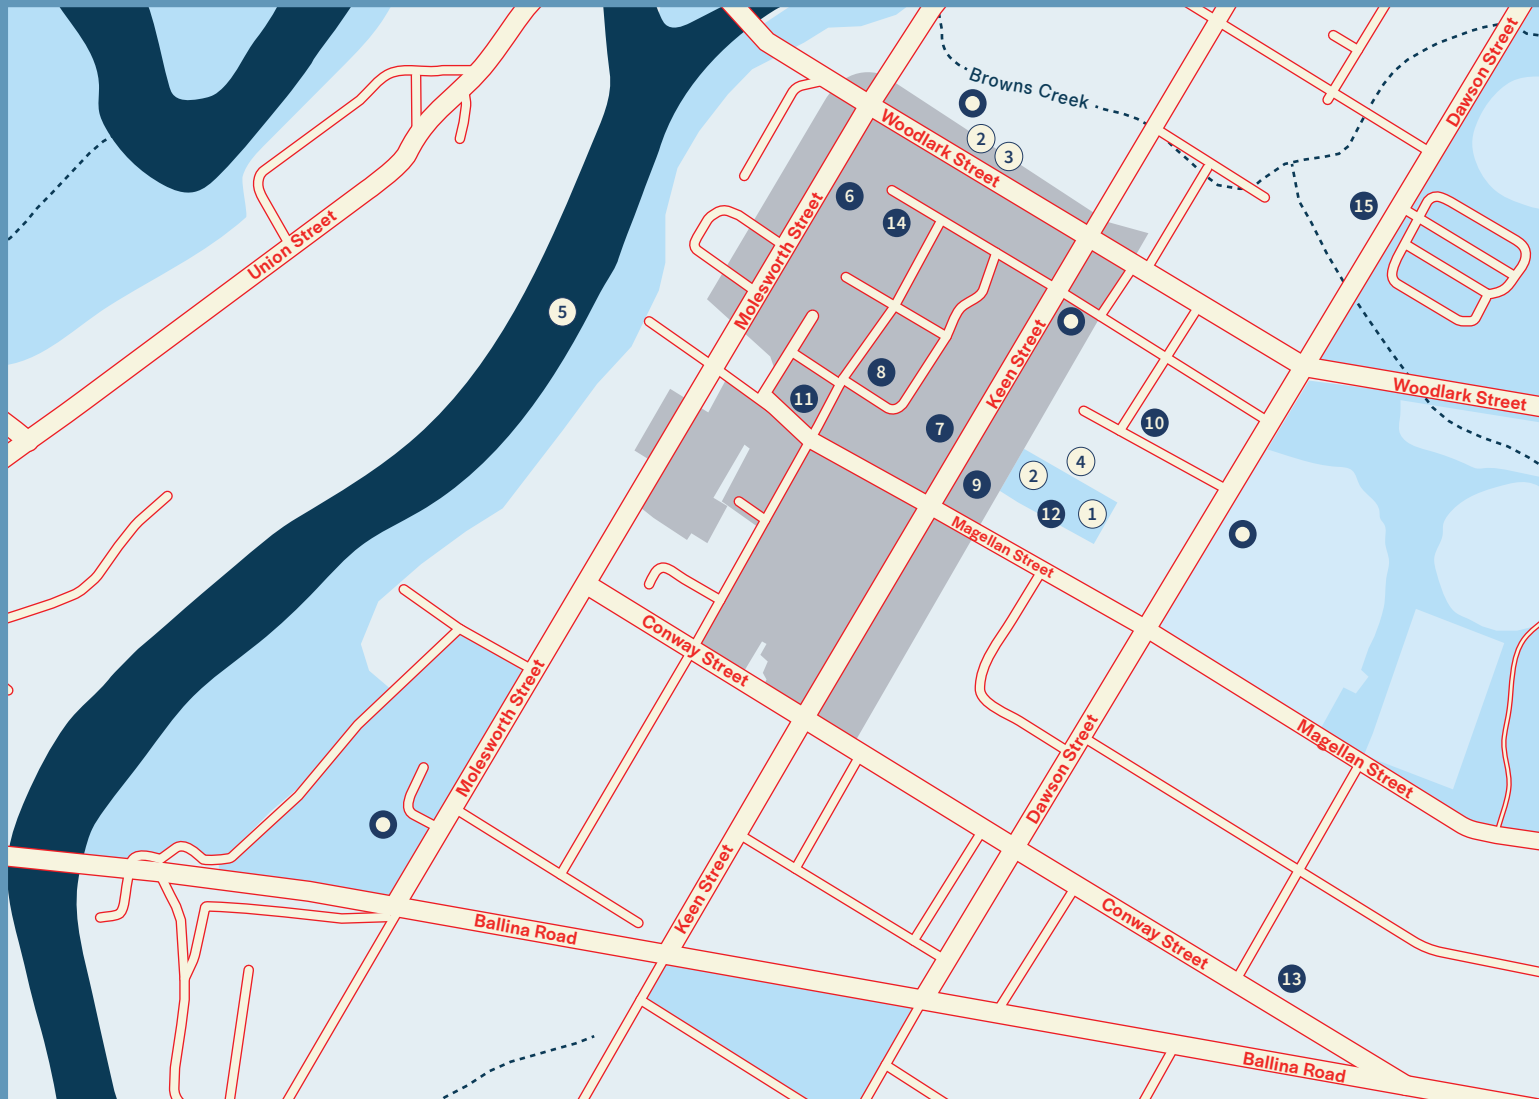 Dawson Street
Browns Creek
2
3
Woodlark Street
6
14
15
Union Street
Molesworth Street
5
Keen Street
8
11
Woodlark Street
10
7
4
2
9
12
1
Magellan Street
Conway Street
Molesworth Street
Dawson Street
Magellan Street
Keen Street
Ballina Road
Conway Street
13
Ballina Road